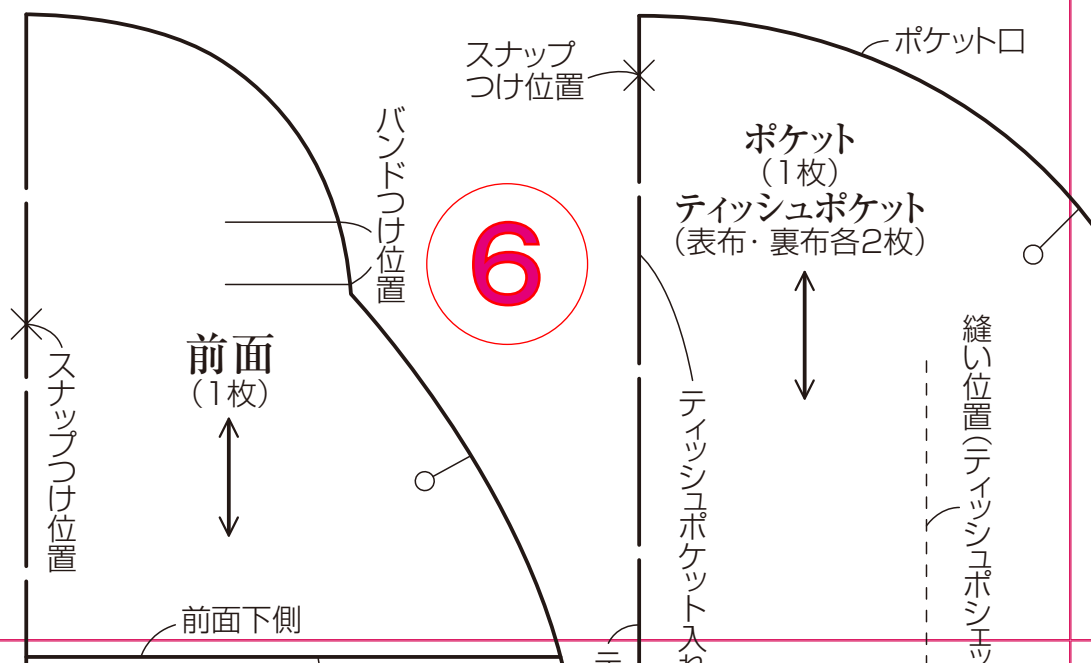 バンドつけ位置
前面
(1枚)
スナップつけ位置
前面下側
6
スナップ
つけ位置
ポケット口
ポケット
(1枚)
ティッシュポケット
(表布・裏布各2枚)
ティッシュポケット入れ
縫い位置(ティッシュポシェッ
テ